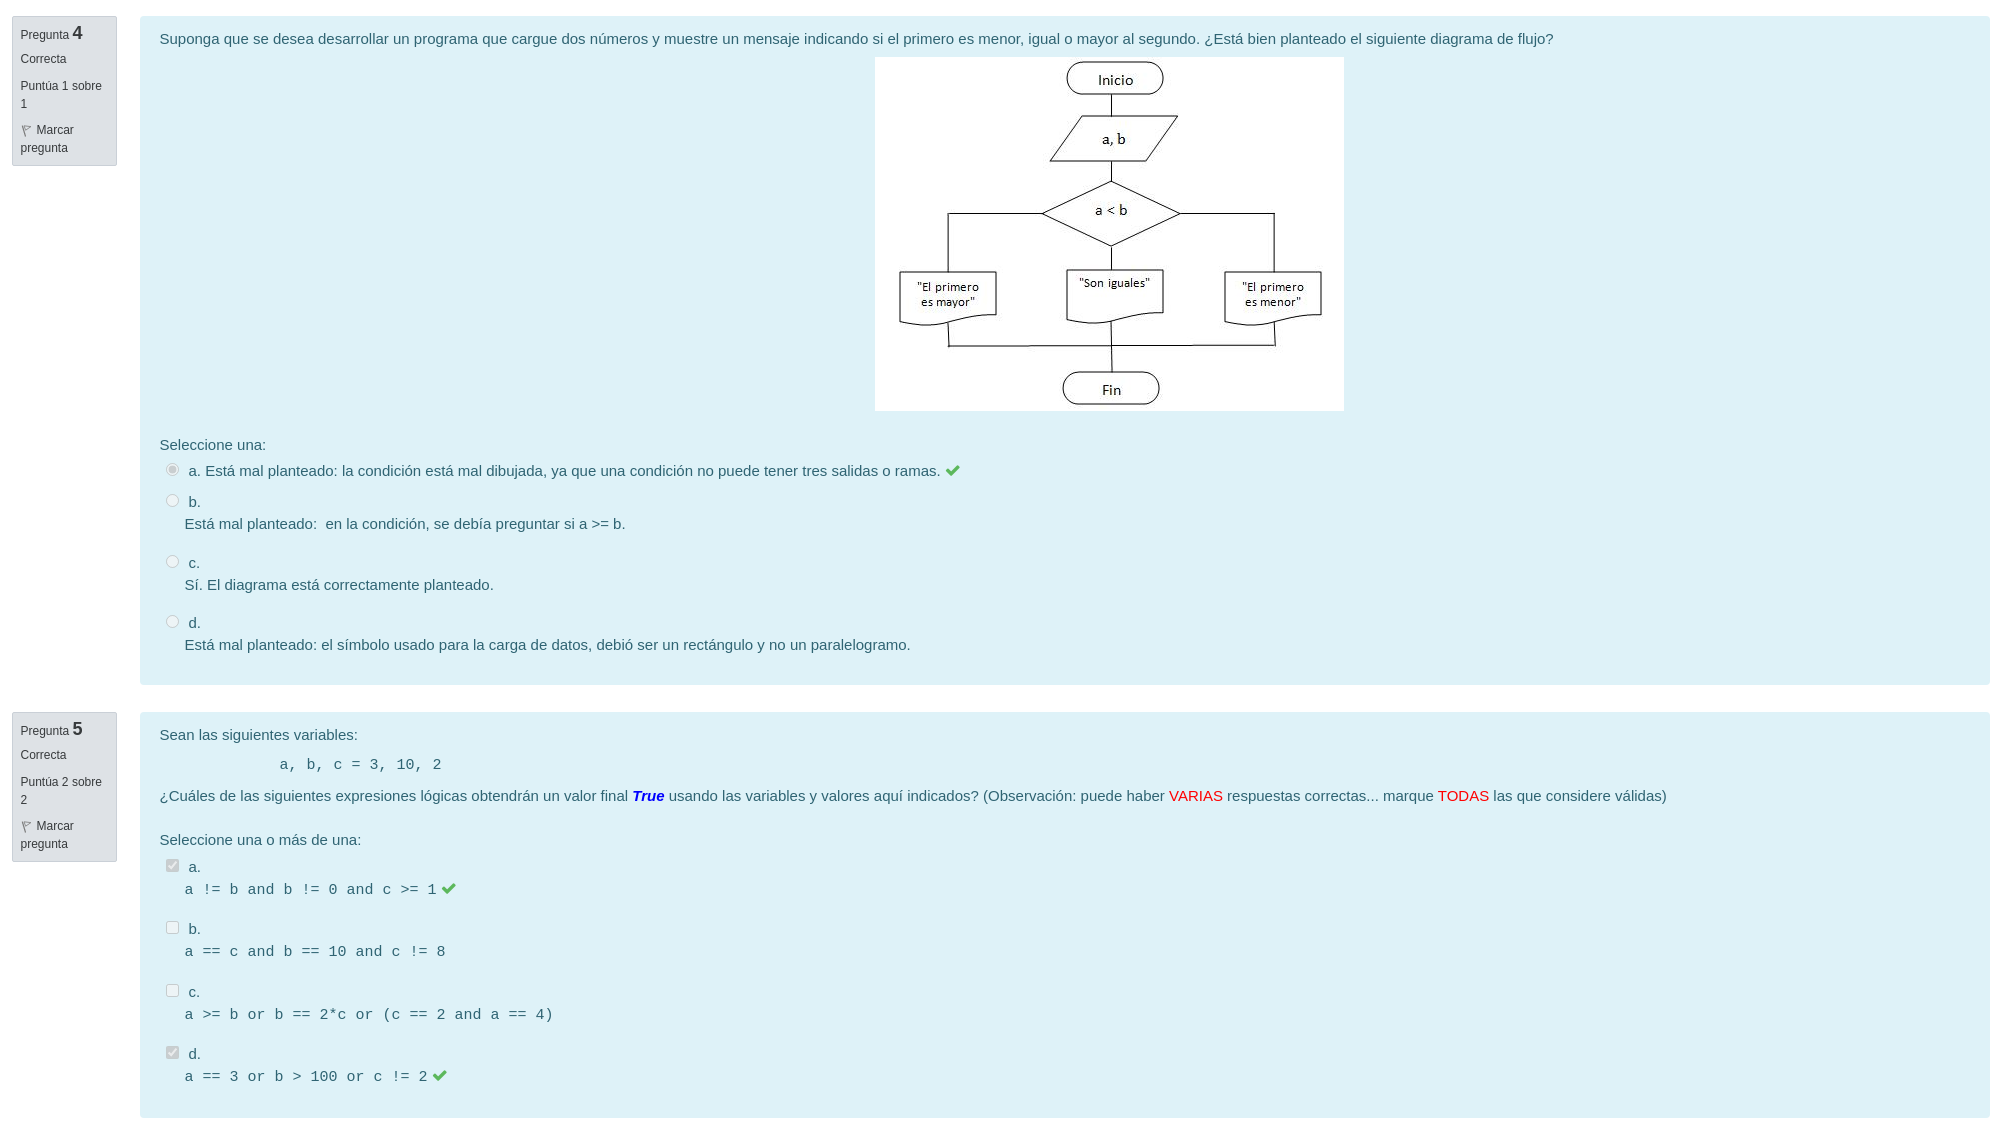 Pregunta 4
Correcta
Puntúa 1 sobre
1
Marcar
pregunta
Suponga que se desea desarrollar un programa que cargue dos números y muestre un mensaje indicando si el primero es menor, igual o mayor al segundo. ¿Está bien planteado el siguiente diagrama de flujo?
Inicio
a, b
a < b
"El primero
es mayor"
"Son iguales"
"El primero
es menor"
Fin
Seleccione una:
a. Está mal planteado: la condición está mal dibujada, ya que una condición no puede tener tres salidas o ramas.
b.
Está mal planteado:  en la condición, se debía preguntar si a >= b.
c.
Sí. El diagrama está correctamente planteado.
d.
Está mal planteado: el símbolo usado para la carga de datos, debió ser un rectángulo y no un paralelogramo.
Pregunta 5
Correcta
Puntúa 2 sobre
2
Marcar
pregunta
Sean las siguientes variables:
a, b, c = 3, 10, 2
¿Cuáles de las siguientes expresiones lógicas obtendrán un valor final True usando las variables y valores aquí indicados? (Observación: puede haber VARIAS respuestas correctas... marque TODAS las que considere válidas)
Seleccione una o más de una:
a.
a != b and b != 0 and c >= 1
b.
a == c and b == 10 and c != 8
c.
a >= b or b == 2*c or (c == 2 and a == 4)
d.
a == 3 or b > 100 or c != 2